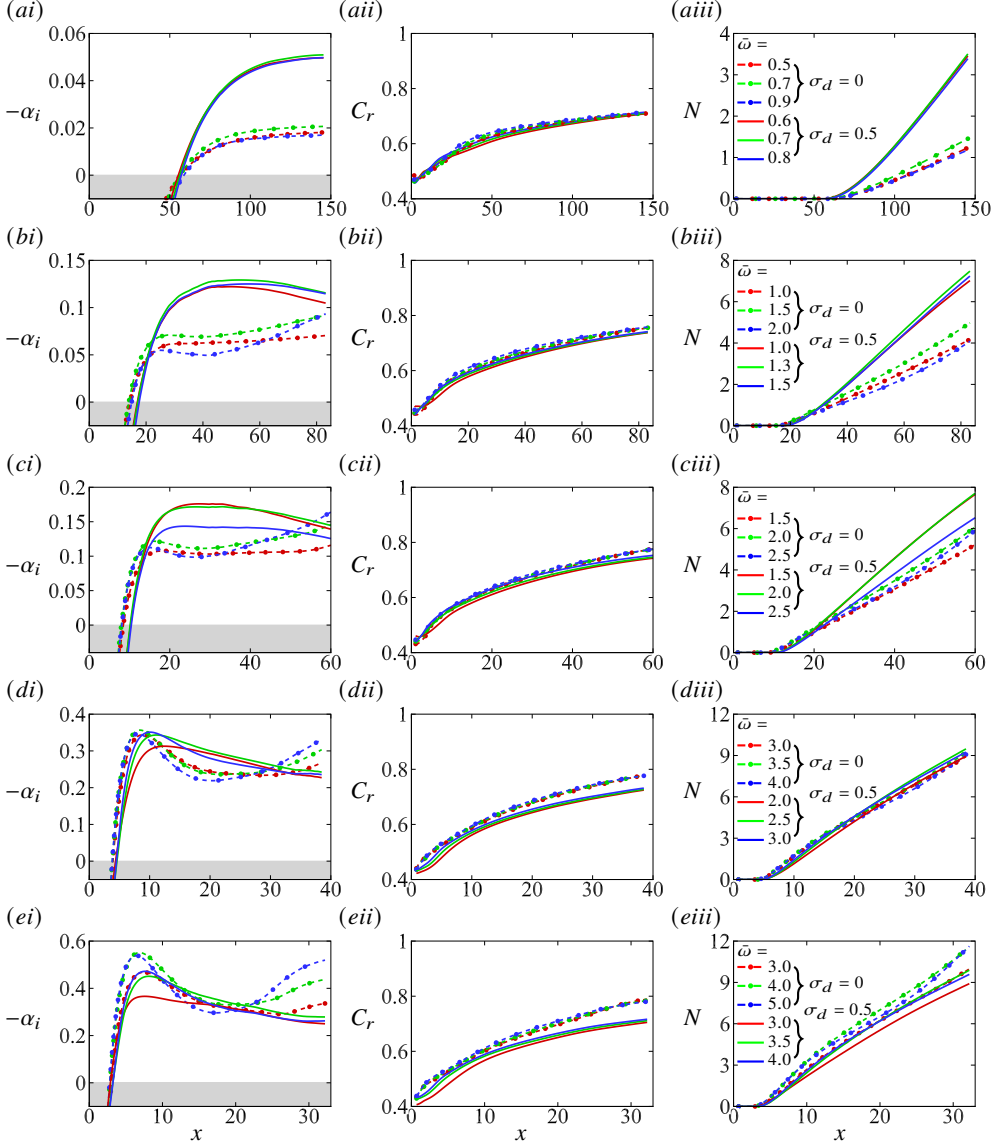 (ai) (aii) (aiii)
0.06 1 4
ω̄ =
0.5
0.04 0.8 3
0.7 σd = 0
−αi Cr N 0.9
0.02 2
0.6
0.6 0.7 σd = 0.5
0 1
0.8
0.4 0
0 50 100 150 0 50 100 150 0 50 100 150
(bi) (bii) (biii)
0.15 1 8
ω̄ =
1.0
0.10 0.8 6
1.5 σd = 0
−αi Cr N 2.0
0.05 4
1.0 σd = 0.5
0.6 1.3
0 2
1.5
0.4 0
0 20 40 60 80 0 20 40 60 80 0 20 40 60 80
(ci) (cii) (ciii)
0.2 1 8
ω̄ =
1.5
0.15 0.8 6
2.0 σd = 0
−αi 0.1 Cr N 2.5
4
1.5 σd = 0.5
0.05 0.6 2.0
0 2
2.5
0.4 0
0 20 40 60 0 20 40 60 0 20 40 60
(di) (dii) (diii)
0.4 1 12
ω̄ =
3.0
0.3 0.8 9
3.5 σd = 0
−αi 0.2 Cr N 4.0
6
2.0 σd = 0.5
0.1 0.6 2.5
0 3
3.0
0.4 0
0 10 20 30 40 0 10 20 30 40 0 10 20 30 40
(ei) (eii) (eiii)
0.6 1 12
ω̄ =
3.0
0.4 0.8 9
4.0 σd = 0
−αi Cr N 5.0
σd = 0.5
0.2 6
3.0
0.6 3.5
0 3
4.0
0.4 0
0 10 20 30 0 10 20 30 0 10 20 30
x x x